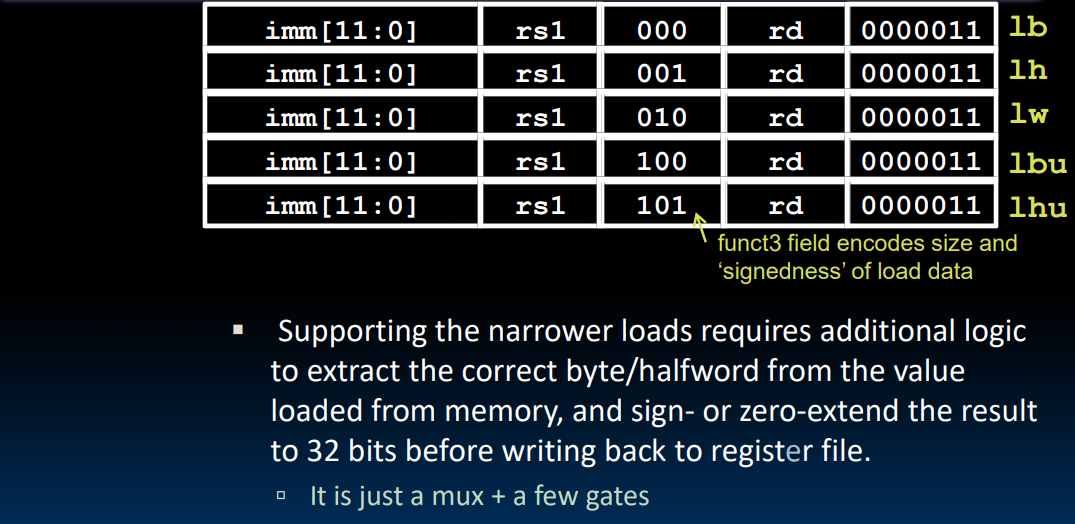 imm[11:0] rs1 000 rd 0000011 lb
imm[11:0] rs1 001 rd 0000011 lh
imm[11:0] rs1 010 rd 0000011 lw
imm[11:0] rs1 100 rd 0000011 lbu
imm[11:0] rs1 101 rd 0000011 lhu
funct3 field encodes size and
‘signedness’ of load data
▪ Supporting the narrower loads requires additional logic
to extract the correct byte/halfword from the value
loaded from memory, and sign- or zero-extend the result
to 32 bits before writing back to register file.
▫ It is just a mux + a few gates